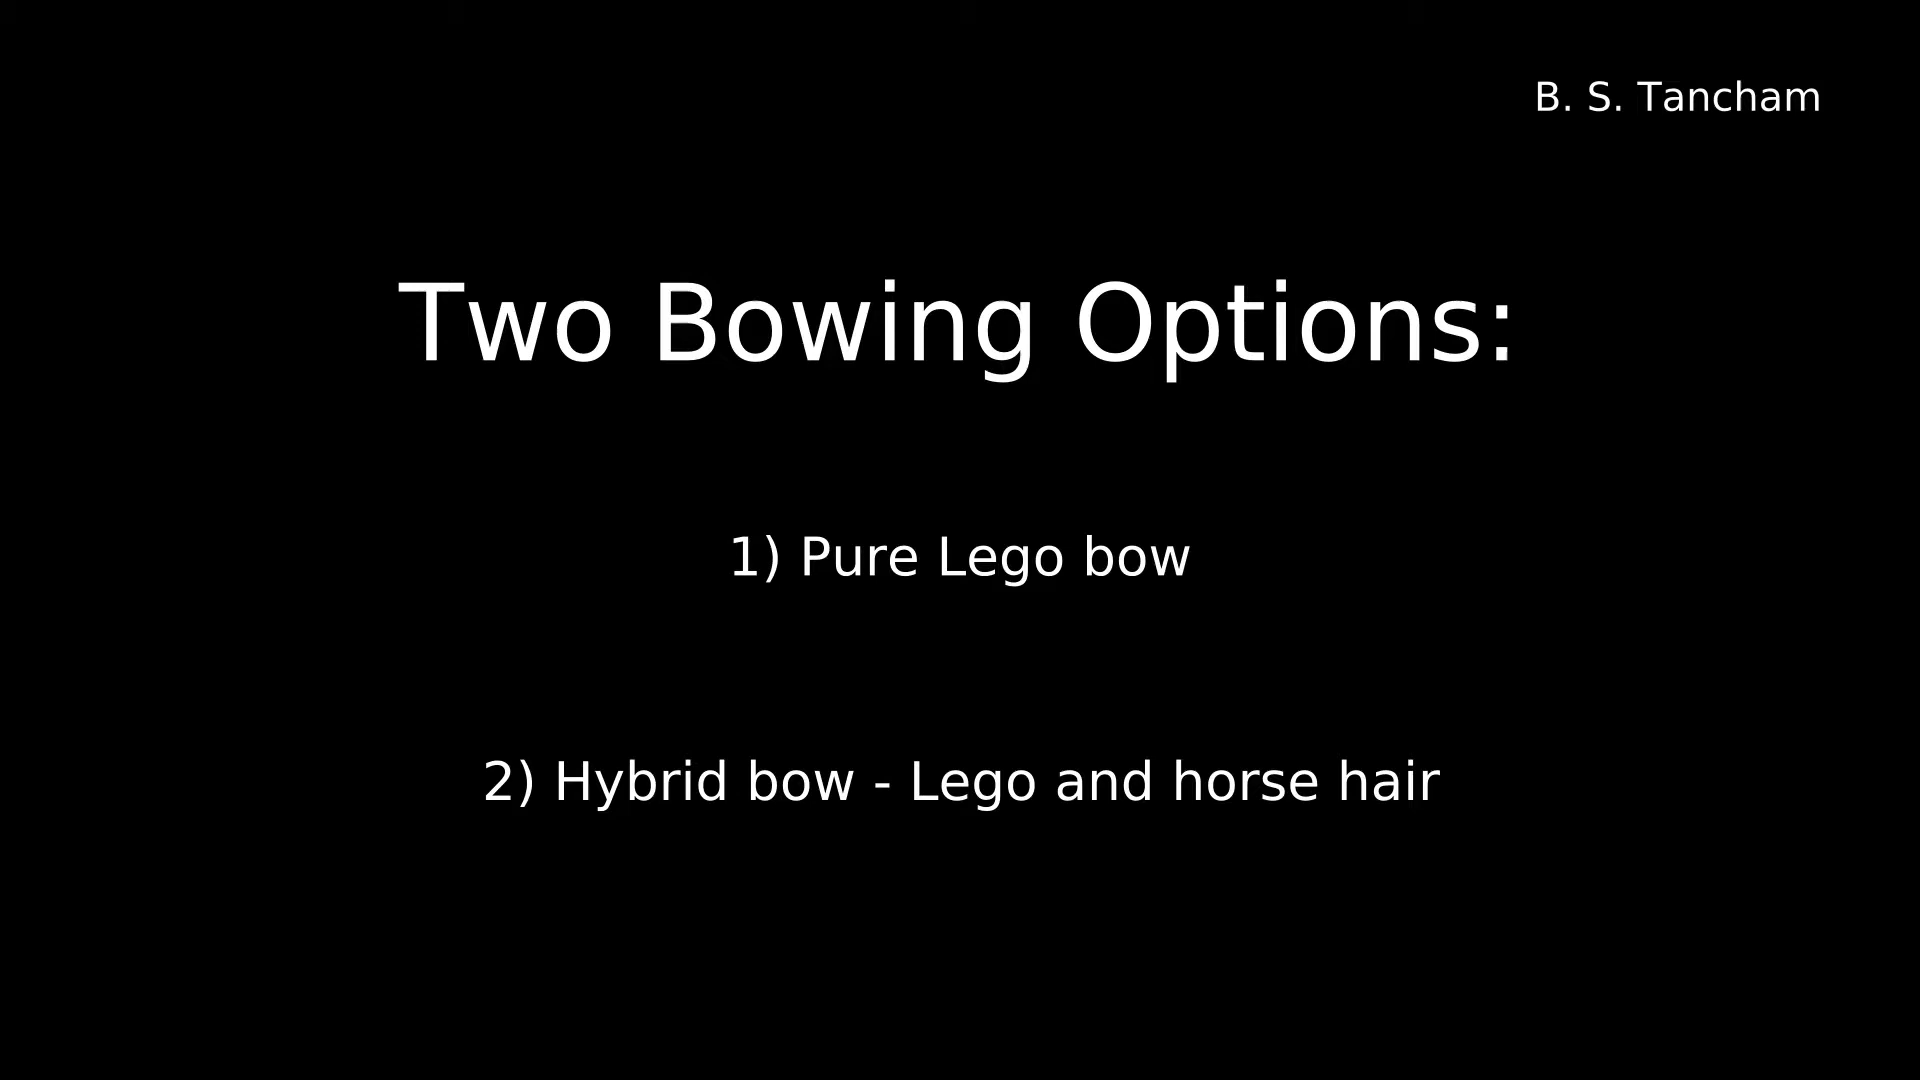 B. S. Tancham
Two Bowing Options:
1) Pure Lego bow
2) Hybrid bow - Lego and horse hair